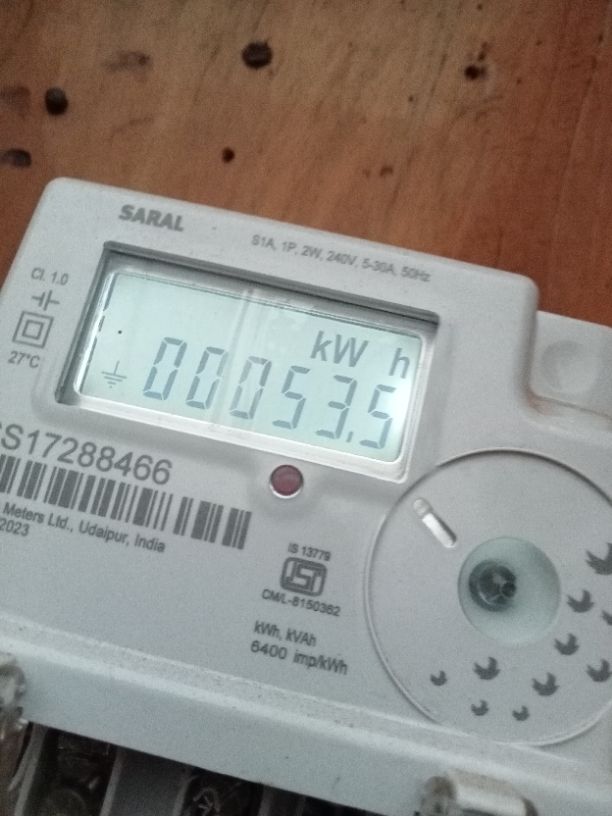 SARAL
S1A, 1P, 2W, 240V, 5-30A, 50Hz
Cl. 1.0
27°C
kW h
000053.5
SS17288466
Meters Ltd., Udaipur, India
2023
IS 13779
CM/L-8150362
kWh, kVAh
6400 imp/kWh